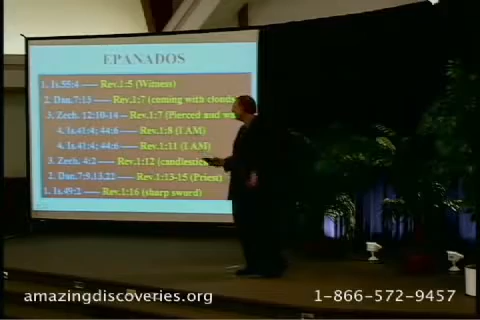 EPANADOS
1. Is.55:4 ---- Rev.1:5 (Witness)
2. Dan.7:13 ---- Rev.1:7 (coming with clouds
3. Zech. 12:10-14 -- Rev.1:7 (Pierced and
4. Is.41:4; 44:6 ---- Rev.1:8 (I AM)
4. Is.41:4; 44:6 ---- Rev.1:11 (I AM)
3. Zech. 4:2 ---- Rev.1:12 (candlestick
2. Dan.7:9,13,22 ---- Rev.1:13-15 (Priest)
1. Is.49:2 ---- Rev.1:16 (sharp sword)
amazingdiscoveries.org
1-866-572-9457